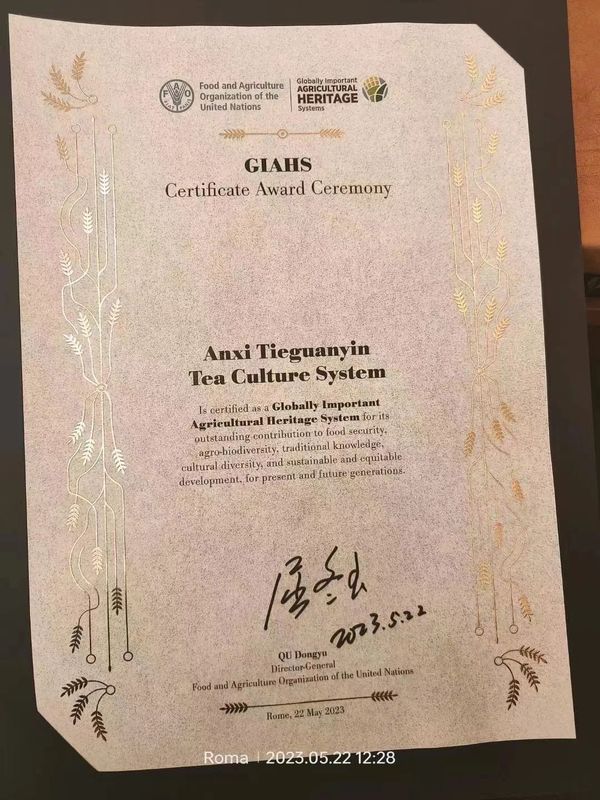 Food and Agriculture
Organization of the
United Nations
Globally Important
AGRICULTURAL
HERITAGE
Systems
GIAHS
Certificate Award Ceremony
Anxi Tieguanyin
Tea Culture System
Is certified as a Globally Important
Agricultural Heritage System for its
outstanding contribution to food security,
agro-biodiversity, traditional knowledge,
cultural diversity, and sustainable and equitable
development, for present and future generations.
屈冬玉
2023.5.22
QU Dongyu
Director-General
Food and Agriculture Organization of the United Nations
Rome, 22 May 2023
Roma | 2023.05.22 12:28